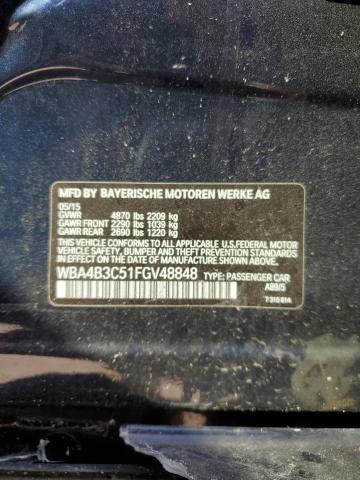 MFD BY BAYERISCHE MOTOREN WERKE AG
05/15
GVWR 4870 lbs 2209 kg
GAWR FRONT 2290 lbs 1039 kg
GAWR REAR 2690 lbs 1220 kg
THIS VEHICLE CONFORMS TO ALL APPLICABLE U.S. FEDERAL MOTOR
VEHICLE SAFETY, BUMPER, AND THEFT PREVENTION STANDARDS
IN EFFECT ON THE DATE OF MANUFACTURE SHOWN ABOVE.
WBA4B3C51FGV48848 TYPE: PASSENGER CAR
A89/5
7 310 814